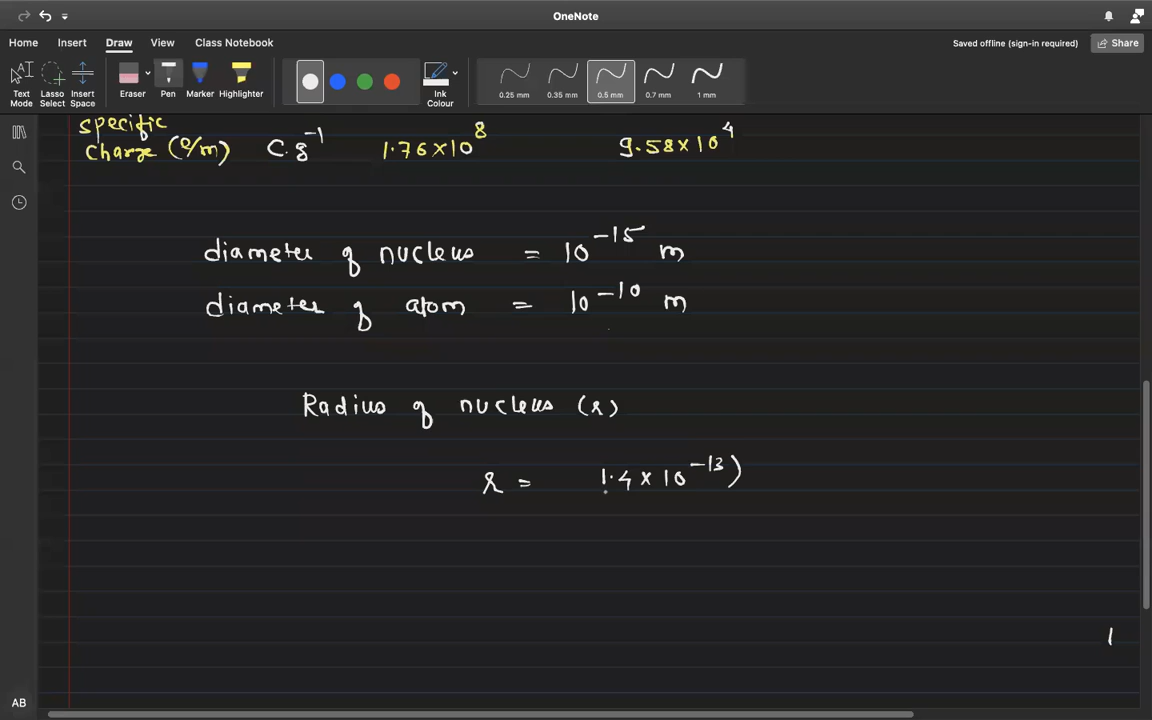 OneNote
Home Insert Draw View Class Notebook
Saved offline (sign-in required) Share
Text Mode Lasso Select Insert Space Eraser Pen Marker Highlighter Ink Colour 0.25 mm 0.35 mm 0.5 mm 0.7 mm 1 mm
specific
charge (e/m) C.g⁻¹ 1.76×10⁸ 9.58×10⁴
diameter of nucleus = 10⁻¹⁵ m
diameter of atom = 10⁻¹⁰ m
Radius of nucleus (r)
r = 1.4 × 10⁻¹³)
1
AB